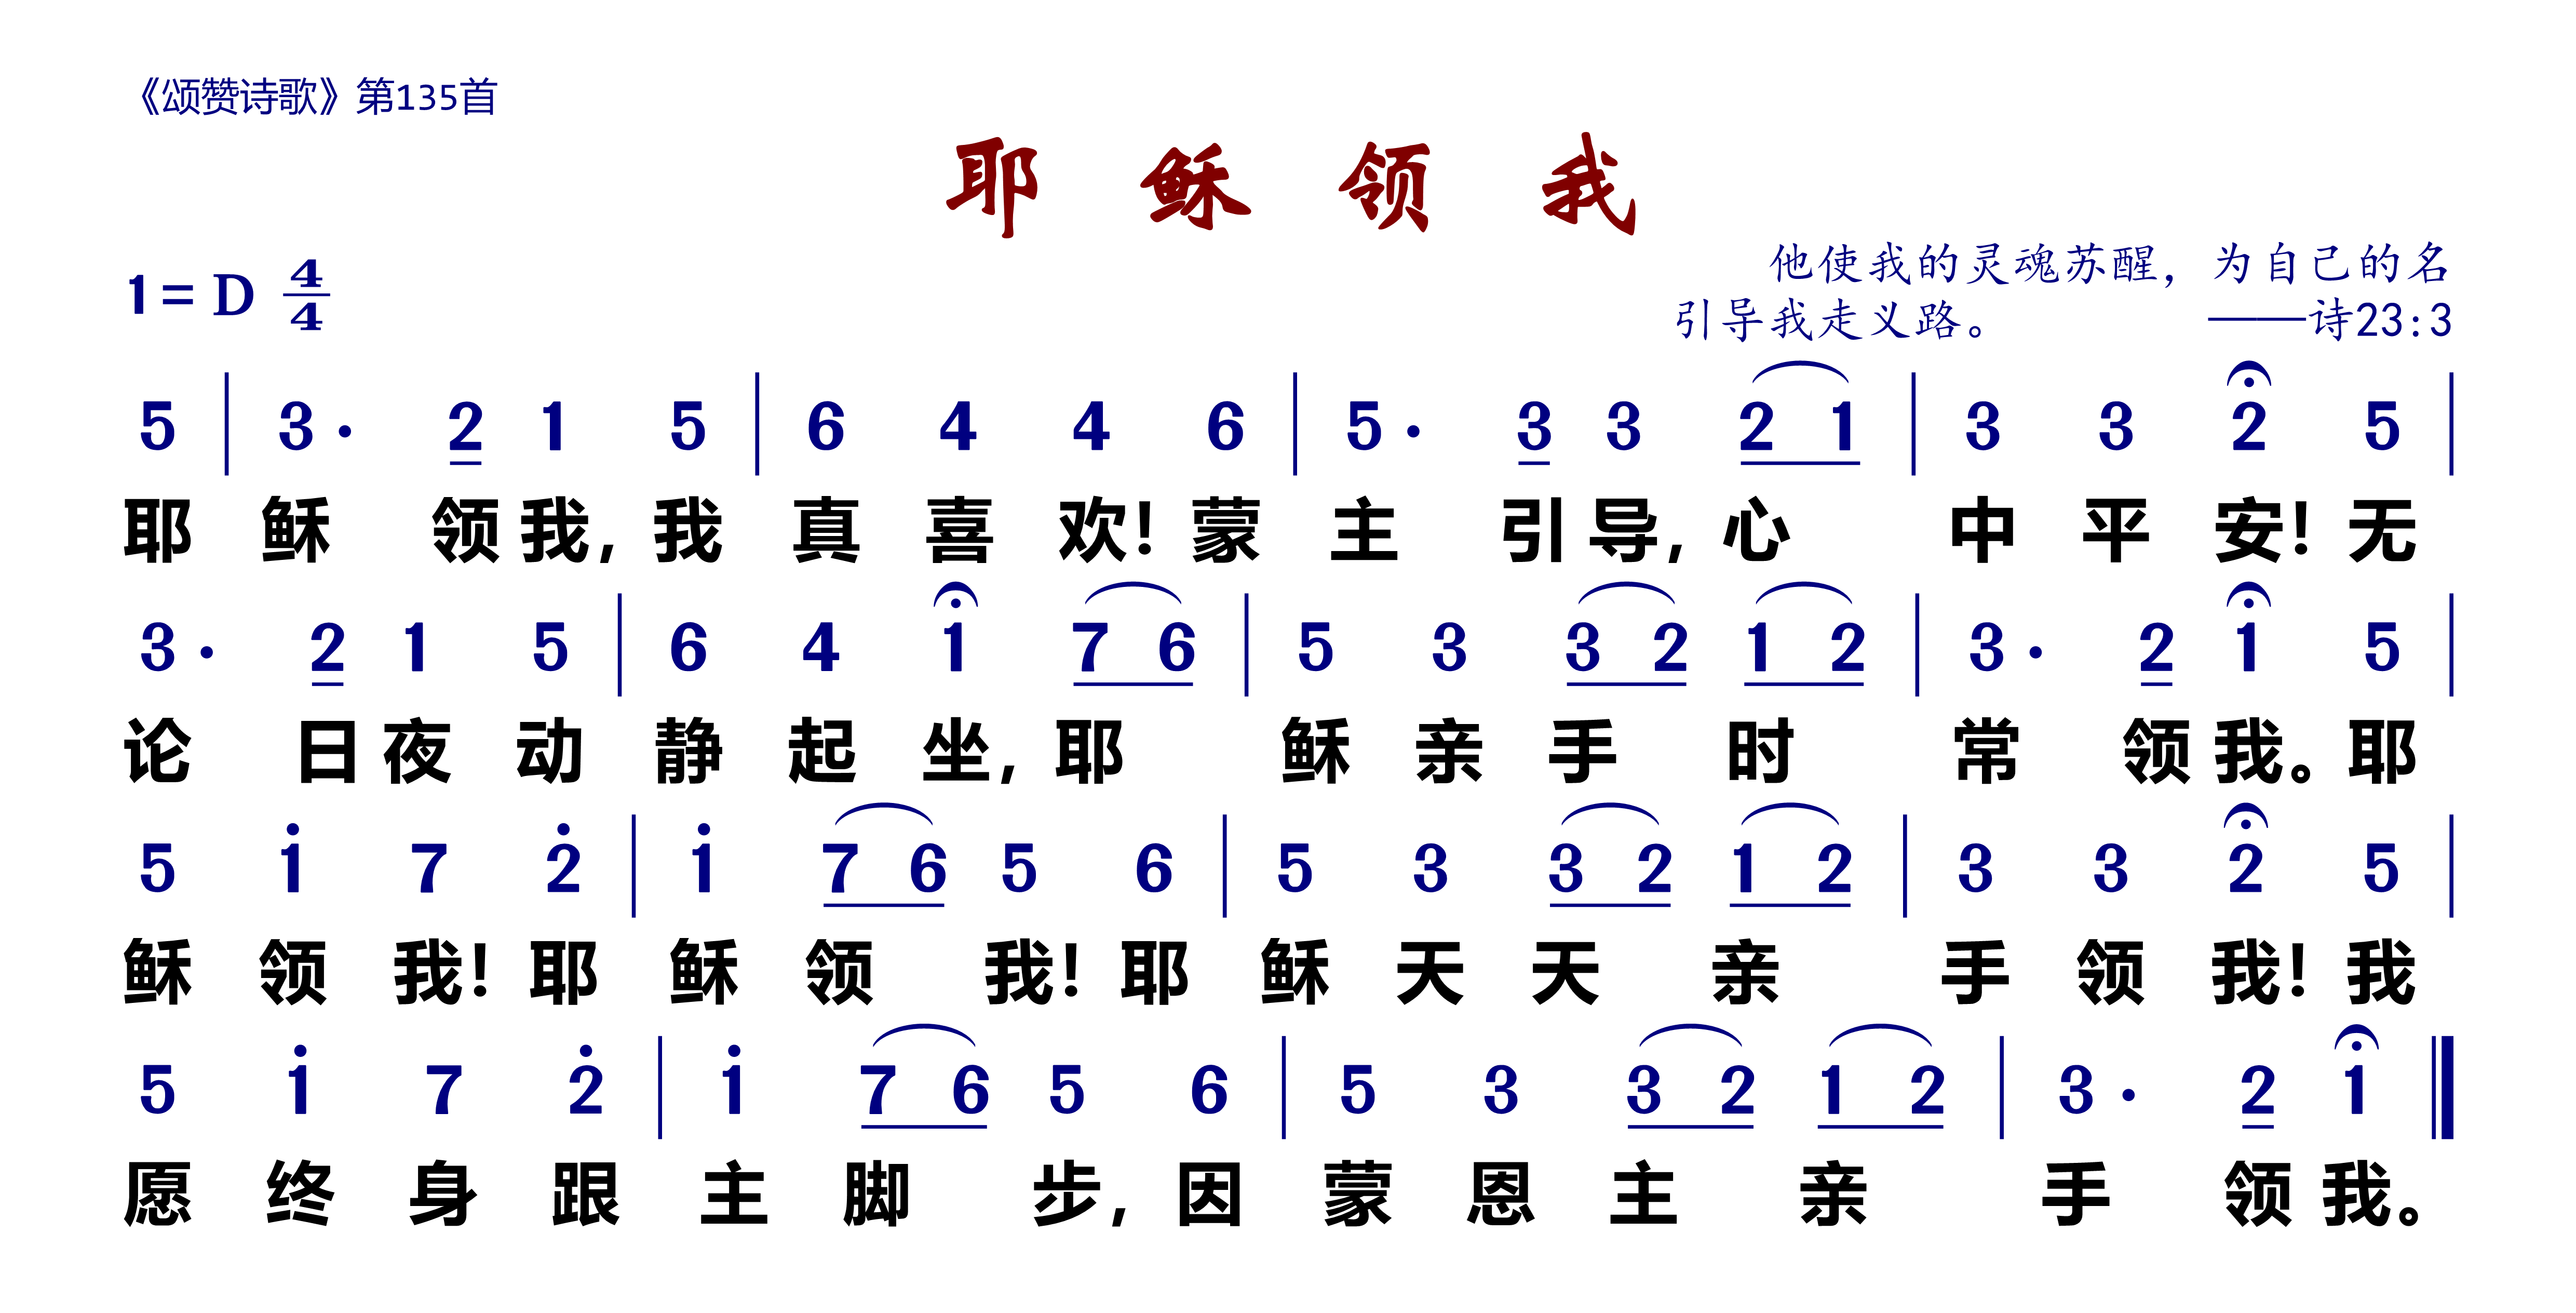 《颂赞诗歌》第135首
耶 稣 领 我
1= D 4/4
他使我的灵魂苏醒，为自己的名
引导我走义路。 ——诗23:3
5 | 3· 2 1 5 | 6 4 4 6 | 5· 3 3 2 1 | 3 3 2 5 |
耶 稣 领 我, 我 真 喜 欢! 蒙 主 引 导, 心 中 平 安! 无
3· 2 1 5 | 6 4 1 7 6 | 5 3 3 2 1 2 | 3· 2 1 5 |
论 日 夜 动 静 起 坐, 耶 稣 亲 手 时 常 领 我。耶
5 1̇ 7 2̇ | 1̇ 7 6 5 6 | 5 3 3 2 1 2 | 3 3 2 5 |
稣 领 我! 耶 稣 领 我! 耶 稣 天 天 亲 手 领 我! 我
5 1̇ 7 2̇ | 1̇ 7 6 5 6 | 5 3 3 2 1 2 | 3· 2 1 ‖
愿 终 身 跟 主 脚 步, 因 蒙 恩 主 亲 手 领 我。